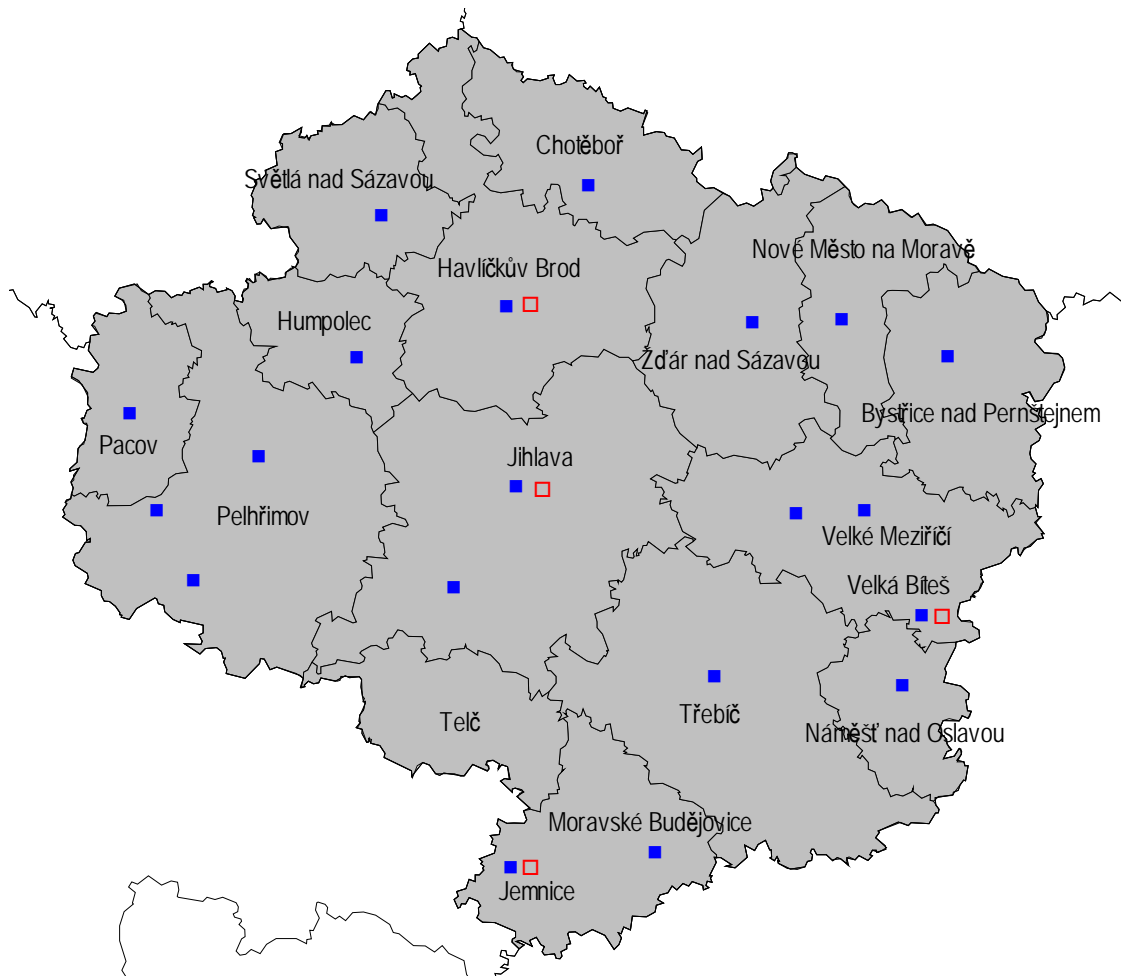 Chotěboř
Světlá nad Sázavou
Nové Město na Moravě
Havlíčkův Brod
Humpolec
Žďár nad Sázavou
Bystřice nad Pernštejnem
Pacov
Jihlava
Pelhřimov
Velké Meziříčí
Velká Bíteš
Telč
Třebíč
Náměšť nad Oslavou
Moravské Budějovice
Jemnice